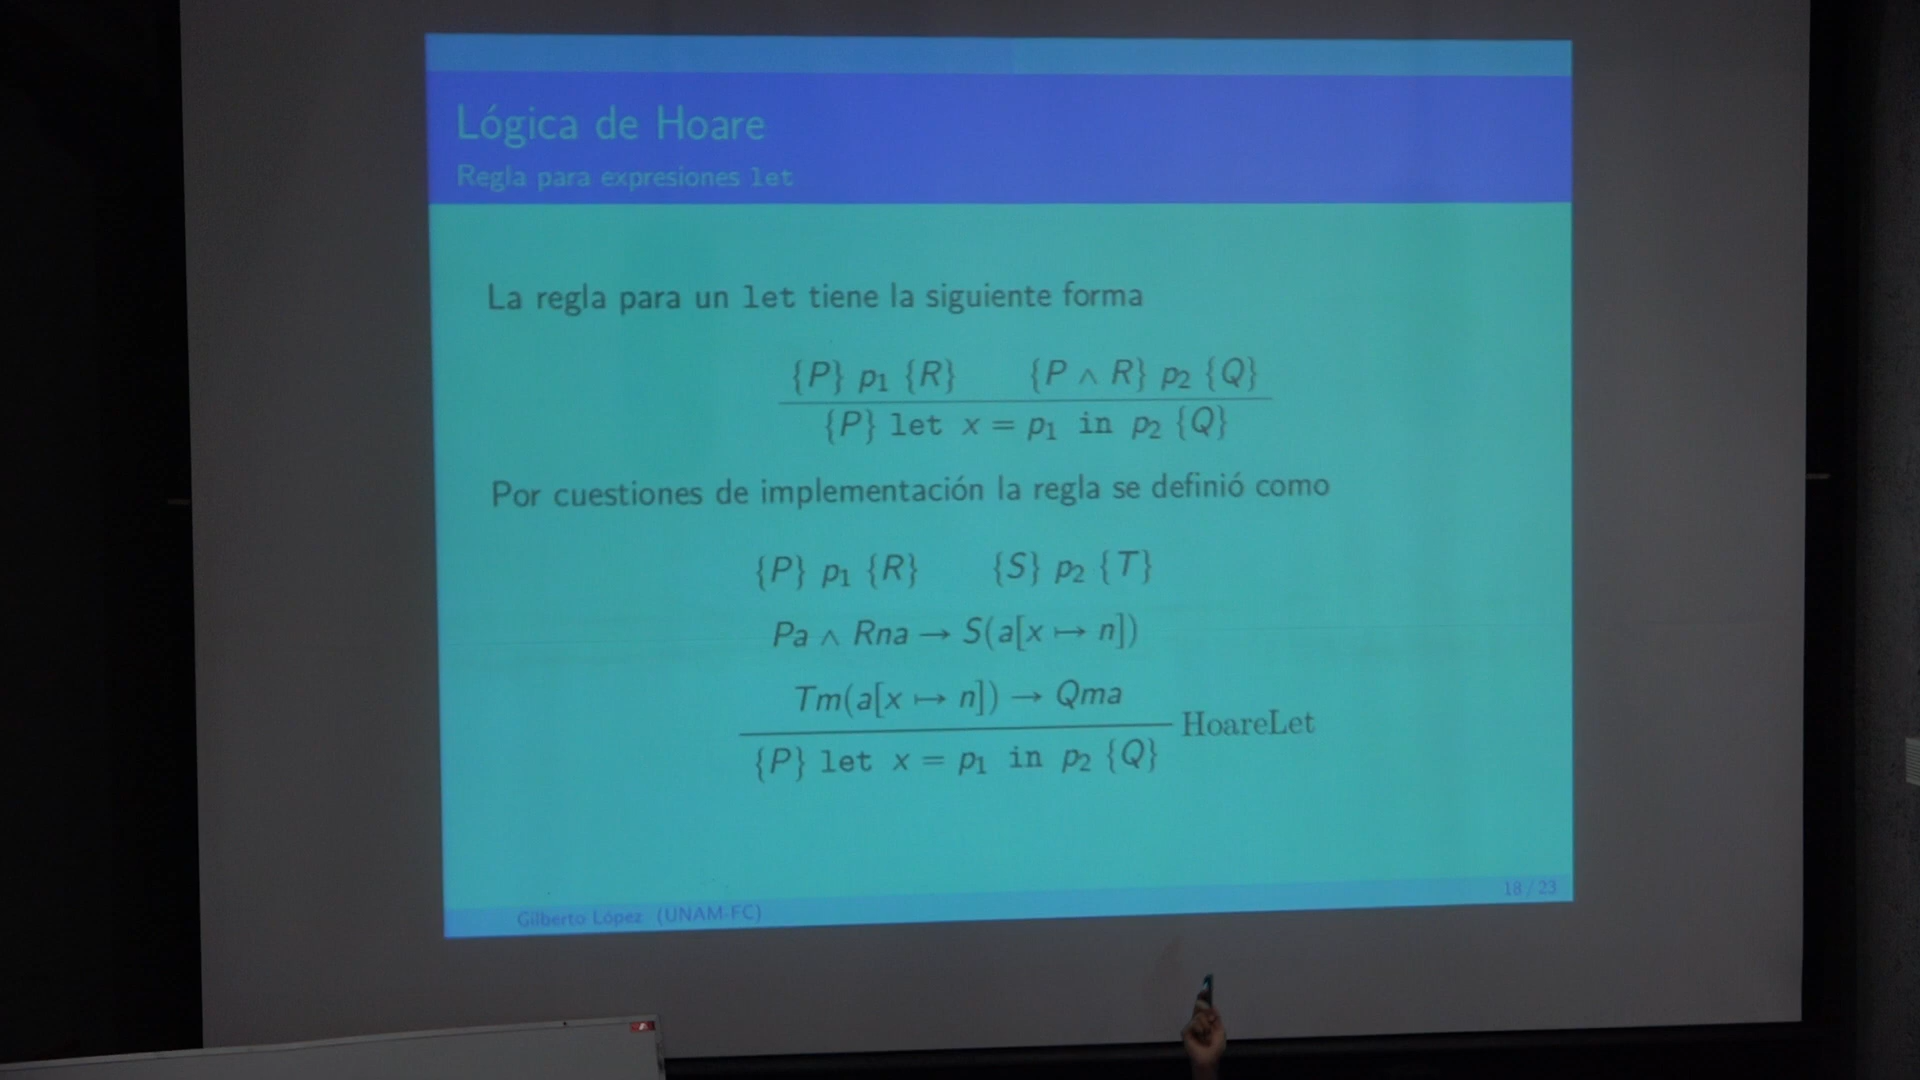 Lógica de Hoare
Regla para expresiones let
La regla para un let tiene la siguiente forma
{P} p₁ {R}  {P ∧ R} p₂ {Q}
{P} let x = p₁ in p₂ {Q}
Por cuestiones de implementación la regla se definió como
{P} p₁ {R}  {S} p₂ {T}
Pa ∧ Rna → S(a[x ↦ n])
Tm(a[x ↦ n]) → Qma
HoareLet
{P} let x = p₁ in p₂ {Q}
Gilberto López (UNAM-FC)
18 / 23